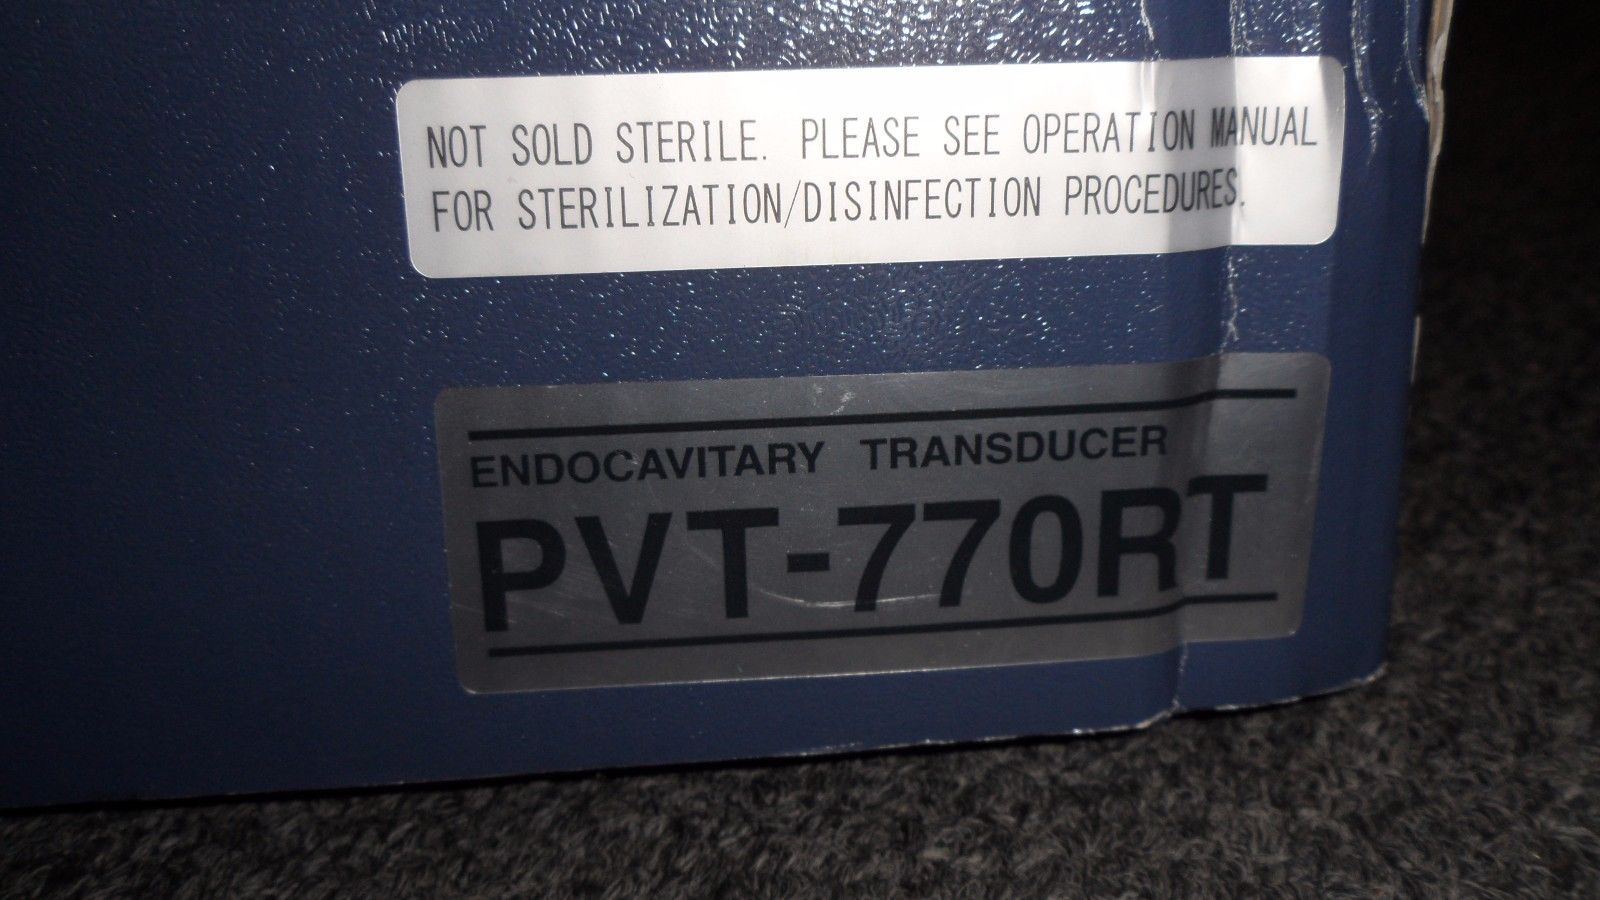 NOT SOLD STERILE. PLEASE SEE OPERATION MANUAL
FOR STERILIZATION/DISINFECTION PROCEDURES.
ENDOCAVITARY TRANSDUCER
PVT-770RT